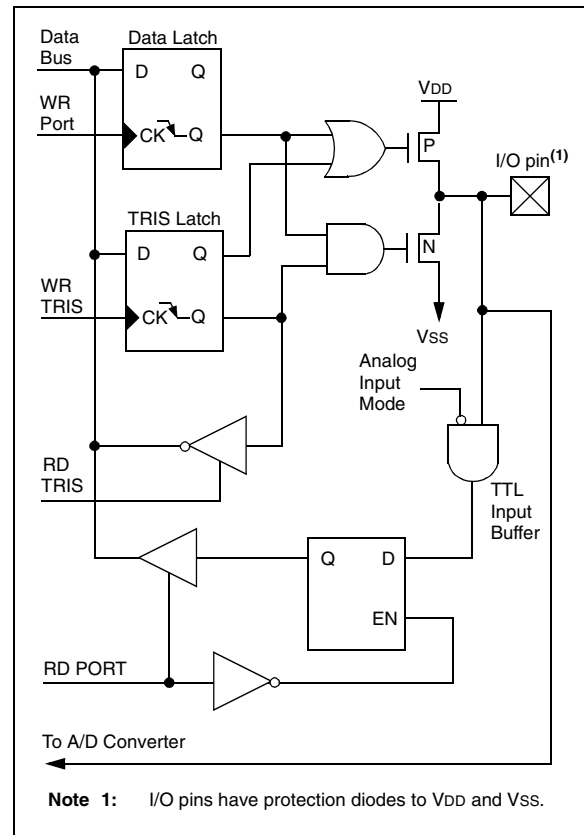 Data
Bus
Data Latch
D Q
WR
Port
CK Q
VDD
P
I/O pin(1)
TRIS Latch
D Q
N
WR
TRIS
CK Q
VSS
Analog
Input
Mode
RD
TRIS
TTL
Input
Buffer
Q D
EN
RD PORT
To A/D Converter
Note 1: I/O pins have protection diodes to VDD and VSS.